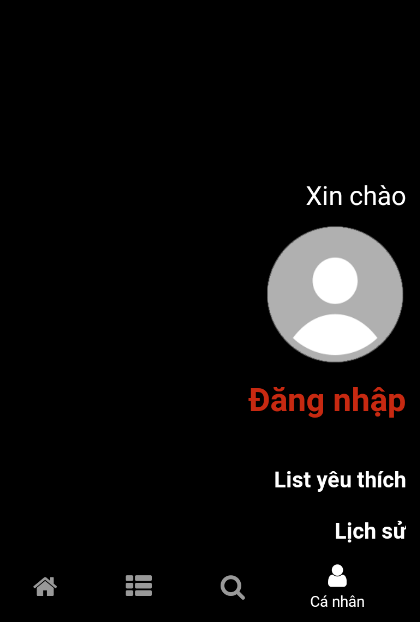 Xin chào
Đăng nhập
List yêu thích
Lịch sử
Cá nhân